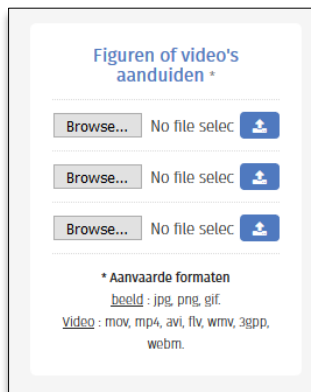 Figuren of video's
aanduiden *
Browse... No file selec
Browse... No file selec
Browse... No file selec
* Aanvaarde formaten
beeld : jpg, png, gif.
Video : mov, mp4, avi, flv, wmv, 3gpp,
webm.